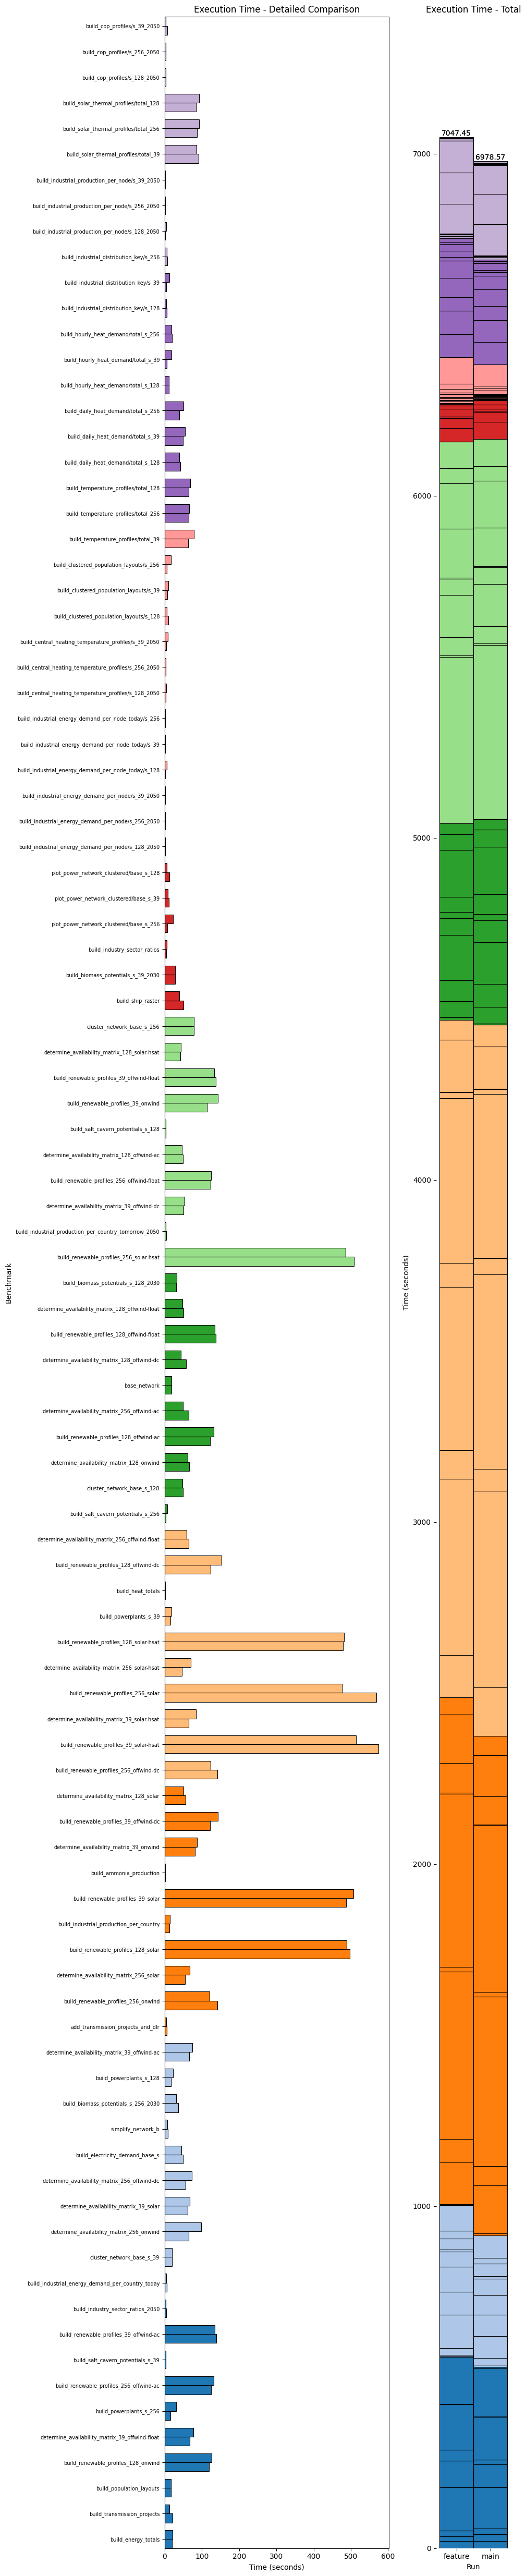 Execution Time - Detailed Comparison
Execution Time - Total
build_cop_profiles/s_39_2050
build_cop_profiles/s_256_2050
build_cop_profiles/s_128_2050
build_solar_thermal_profiles/total_128
build_solar_thermal_profiles/total_256
build_solar_thermal_profiles/total_39
build_industrial_production_per_node/s_39_2050
build_industrial_production_per_node/s_256_2050
build_industrial_production_per_node/s_128_2050
build_industrial_distribution_key/s_256
build_industrial_distribution_key/s_39
build_industrial_distribution_key/s_128
build_hourly_heat_demand/total_s_256
build_hourly_heat_demand/total_s_39
build_hourly_heat_demand/total_s_128
build_daily_heat_demand/total_s_256
build_daily_heat_demand/total_s_39
build_daily_heat_demand/total_s_128
build_temperature_profiles/total_128
build_temperature_profiles/total_256
build_temperature_profiles/total_39
build_clustered_population_layouts/s_256
build_clustered_population_layouts/s_39
build_clustered_population_layouts/s_128
build_central_heating_temperature_profiles/s_39_2050
build_central_heating_temperature_profiles/s_256_2050
build_central_heating_temperature_profiles/s_128_2050
build_industrial_energy_demand_per_node_today/s_256
build_industrial_energy_demand_per_node_today/s_39
build_industrial_energy_demand_per_node_today/s_128
build_industrial_energy_demand_per_node/s_39_2050
build_industrial_energy_demand_per_node/s_256_2050
build_industrial_energy_demand_per_node/s_128_2050
plot_power_network_clustered/base_s_128
plot_power_network_clustered/base_s_39
plot_power_network_clustered/base_s_256
build_industry_sector_ratios
build_biomass_potentials_s_39_2030
build_ship_raster
cluster_network_base_s_256
determine_availability_matrix_128_solar-hsat
build_renewable_profiles_39_offwind-float
build_renewable_profiles_39_onwind
build_salt_cavern_potentials_s_128
determine_availability_matrix_128_offwind-ac
build_renewable_profiles_256_offwind-float
determine_availability_matrix_39_offwind-dc
build_industrial_production_per_country_tomorrow_2050
build_renewable_profiles_256_solar-hsat
build_biomass_potentials_s_128_2030
determine_availability_matrix_128_offwind-float
build_renewable_profiles_128_offwind-float
determine_availability_matrix_128_offwind-dc
base_network
determine_availability_matrix_256_offwind-ac
build_renewable_profiles_128_offwind-ac
determine_availability_matrix_128_onwind
cluster_network_base_s_128
build_salt_cavern_potentials_s_256
determine_availability_matrix_256_offwind-float
build_renewable_profiles_128_offwind-dc
build_heat_totals
build_powerplants_s_39
build_renewable_profiles_128_solar-hsat
determine_availability_matrix_256_solar-hsat
build_renewable_profiles_256_solar
determine_availability_matrix_39_solar-hsat
build_renewable_profiles_39_solar-hsat
build_renewable_profiles_256_offwind-dc
determine_availability_matrix_128_solar
build_renewable_profiles_39_offwind-dc
determine_availability_matrix_39_onwind
build_ammonia_production
build_renewable_profiles_39_solar
build_industrial_production_per_country
build_renewable_profiles_128_solar
determine_availability_matrix_256_solar
build_renewable_profiles_256_onwind
add_transmission_projects_and_dlr
determine_availability_matrix_39_offwind-ac
build_powerplants_s_128
build_biomass_potentials_s_256_2030
simplify_network_b
build_electricity_demand_base_s
determine_availability_matrix_256_offwind-dc
determine_availability_matrix_39_solar
determine_availability_matrix_256_onwind
cluster_network_base_s_39
build_industrial_energy_demand_per_country_today
build_industry_sector_ratios_2050
build_renewable_profiles_39_offwind-ac
build_salt_cavern_potentials_s_39
build_renewable_profiles_256_offwind-ac
build_powerplants_s_256
determine_availability_matrix_39_offwind-float
build_renewable_profiles_128_onwind
build_population_layouts
build_transmission_projects
build_energy_totals
Benchmark
0 100 200 300 400 500 600
Time (seconds)
7047.45
6978.57
7000
6000
5000
4000
3000
2000
1000
0
Time (seconds)
feature main
Run